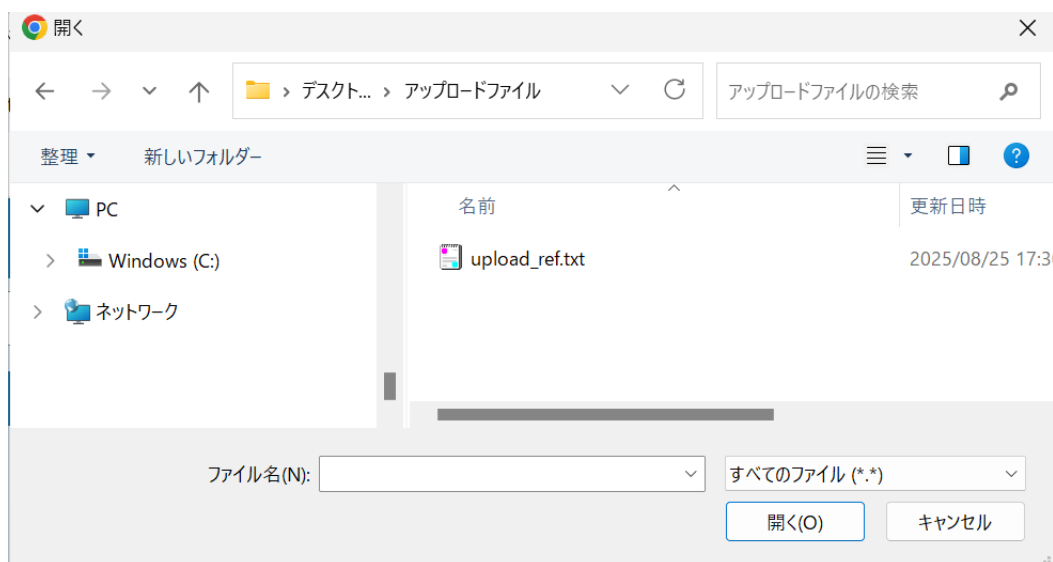 開く
デスクト... › アップロードファイル
アップロードファイルの検索
整理
新しいフォルダー
PC
Windows (C:)
ネットワーク
名前
更新日時
upload_ref.txt
2025/08/25 17:3
ファイル名(N):
すべてのファイル (*.*)
開く(O)
キャンセル